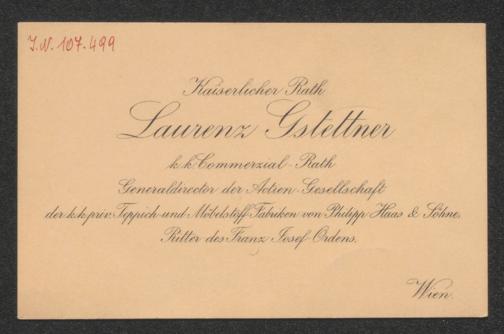 I.N. 107.499
Kaiserlicher Rath
Laurenz Gstettner
k.k. Commerzial-Rath
Generaldirector der Actien-Gesellschaft
der k.k. priv. Teppich- und Möbelstoff-Fabriken von Philipp Haas & Söhne,
Ritter des Franz Josef-Ordens.
Wien.